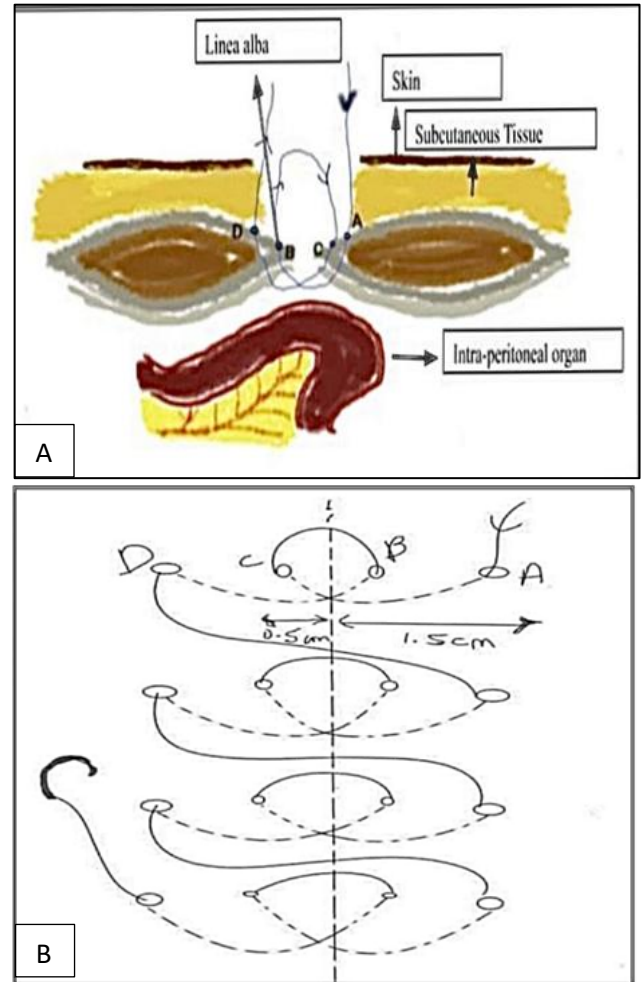 Linea alba
Skin
Subcutaneous Tissue
D
B
C
A
Intra-peritoneal organ
A
D
C
B
A
0.5cm
1.5cm
B